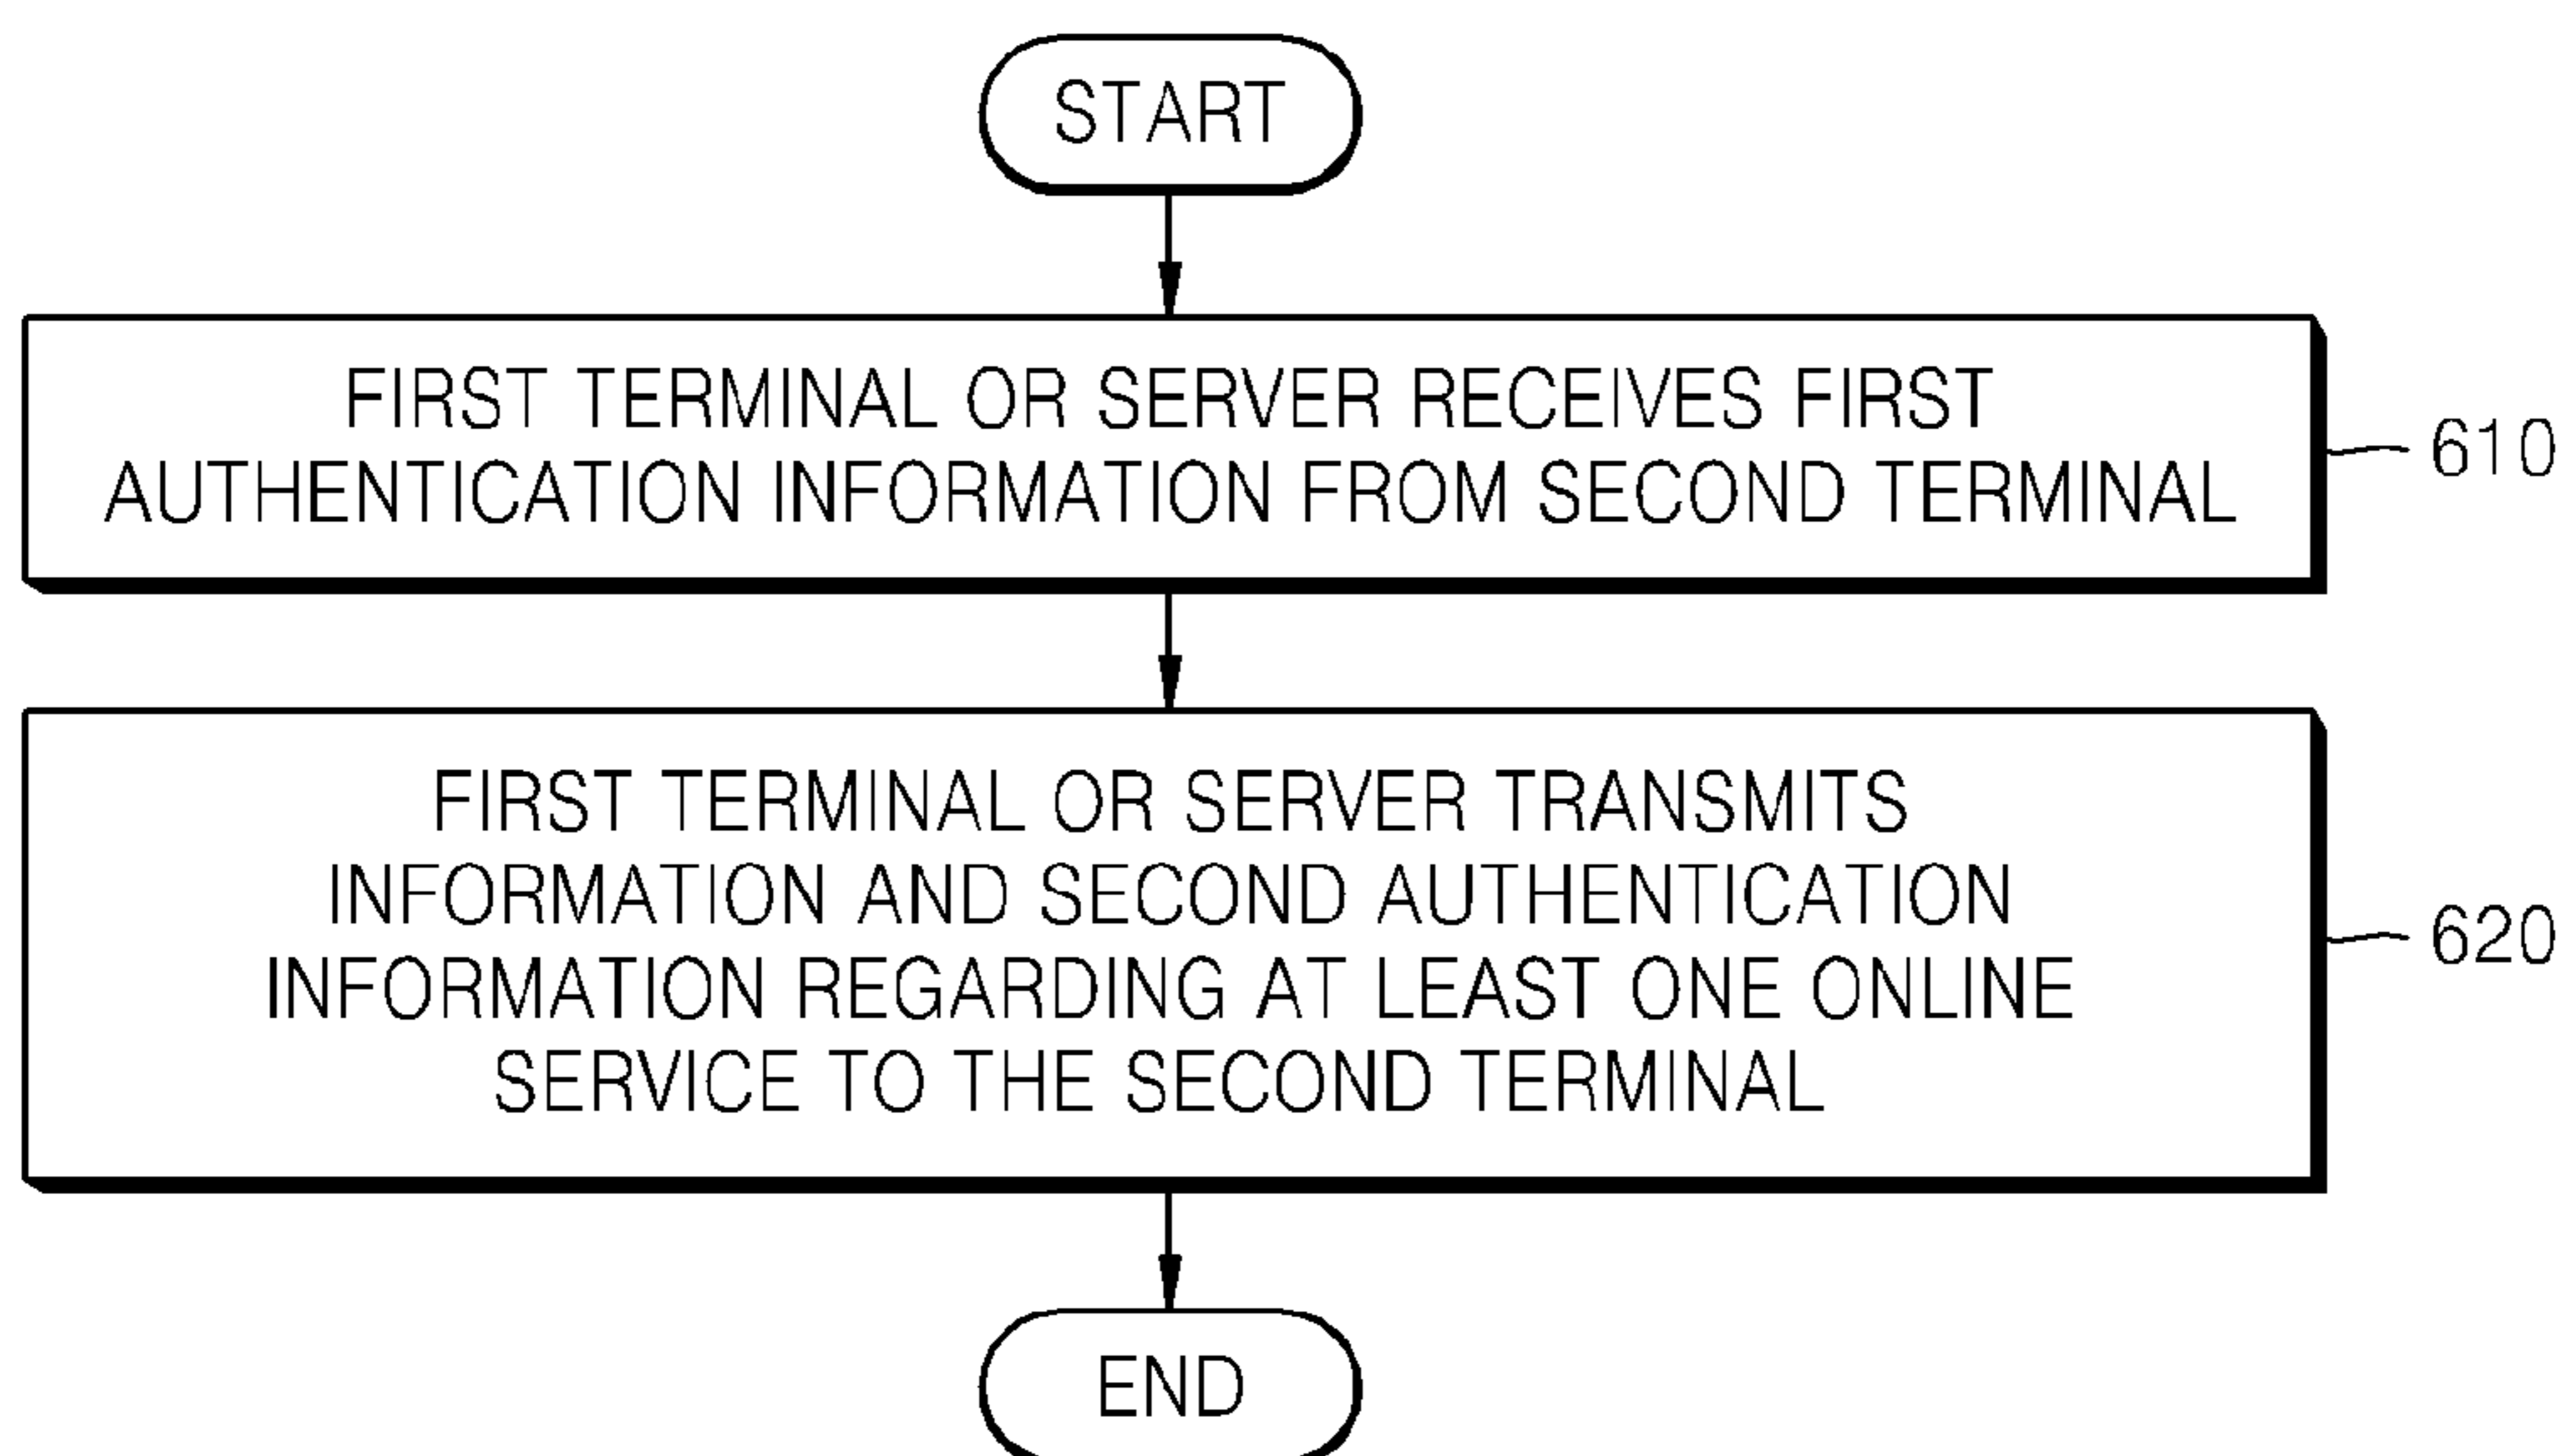 START
FIRST TERMINAL OR SERVER RECEIVES FIRST
AUTHENTICATION INFORMATION FROM SECOND TERMINAL
610
FIRST TERMINAL OR SERVER TRANSMITS
INFORMATION AND SECOND AUTHENTICATION
INFORMATION REGARDING AT LEAST ONE ONLINE
SERVICE TO THE SECOND TERMINAL
620
END